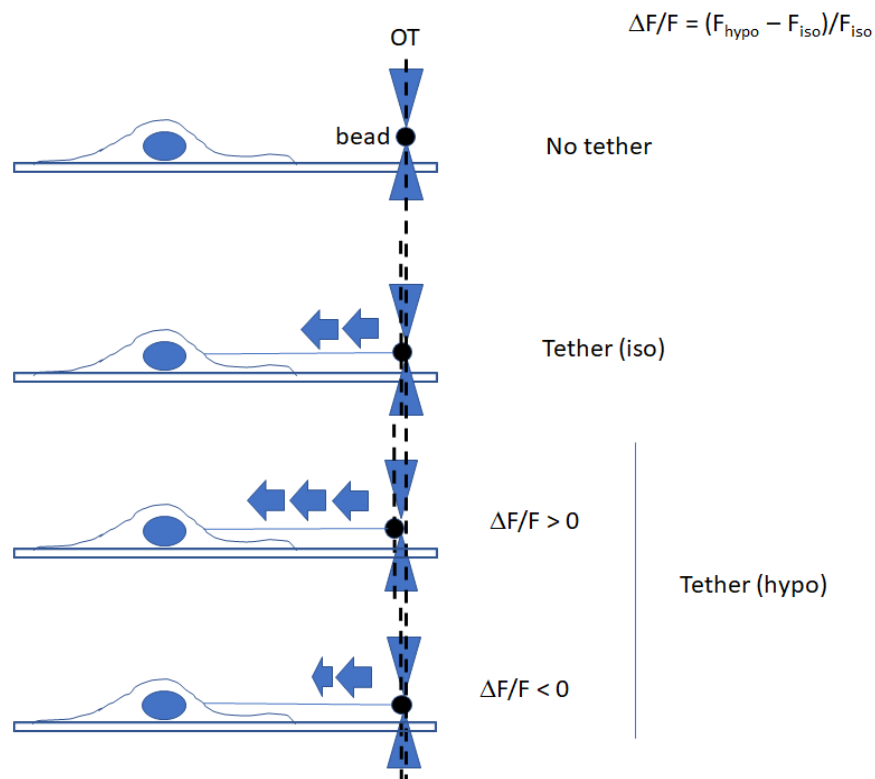 OT
ΔF/F = (Fhypo – Fiso)/Fiso
bead
No tether
Tether (iso)
ΔF/F > 0
Tether (hypo)
ΔF/F < 0